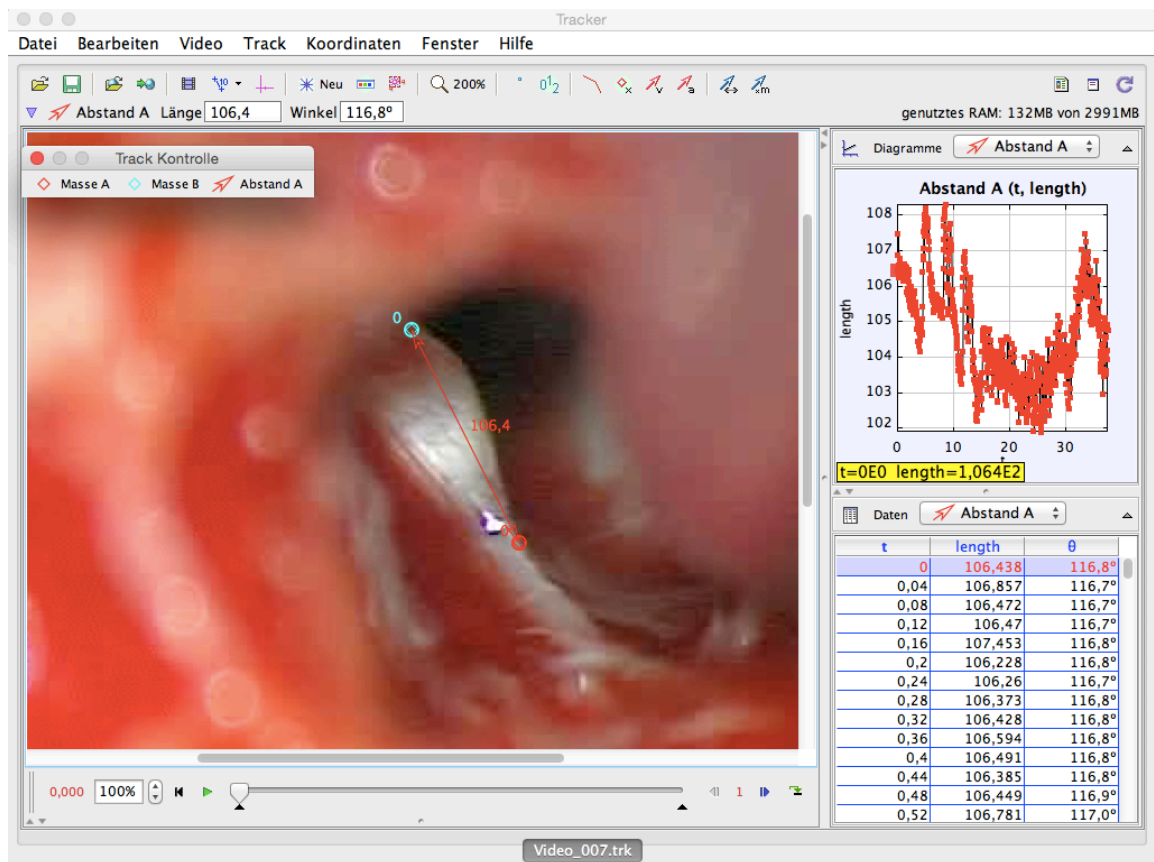 Tracker
Datei Bearbeiten Video Track Koordinaten Fenster Hilfe
Neu 200%
Abstand A Länge 106,4 Winkel 116,8º genutztes RAM: 132MB von 2991MB
Track Kontrolle
Masse A Masse B Abstand A
0
106,4
Diagramme Abstand A
Abstand A (t, length)
108
107
106
105
104
103
102
length
0 10 20 30
t
t=0E0 length=1,064E2
Daten Abstand A
t length θ
0 106,438 116,8º
0,04 106,857 116,7º
0,08 106,472 116,7º
0,12 106,47 116,7º
0,16 107,453 116,8º
0,2 106,228 116,8º
0,24 106,26 116,7º
0,28 106,373 116,8º
0,32 106,428 116,8º
0,36 106,594 116,8º
0,4 106,491 116,8º
0,44 106,385 116,8º
0,48 106,449 116,9º
0,52 106,781 117,0º
0,000 100% 1
Video_007.trk